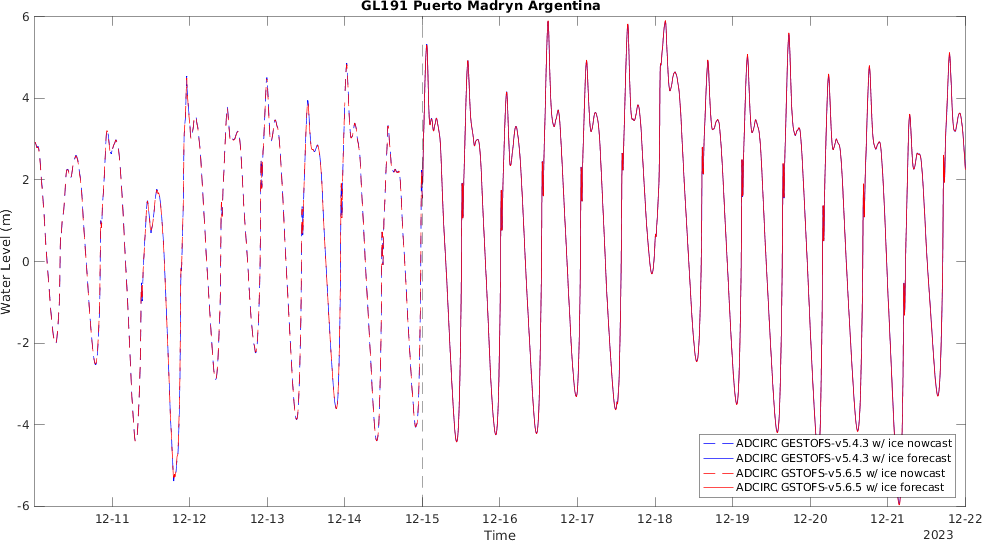 GL191 Puerto Madryn Argentina
6
4
2
0
-2
-4
-6
Water Level (m)
ADCIRC GESTOFS-v5.4.3 w/ ice nowcast
ADCIRC GESTOFS-v5.4.3 w/ ice forecast
ADCIRC GSTOFS-v5.6.5 w/ ice nowcast
ADCIRC GSTOFS-v5.6.5 w/ ice forecast
12-11 12-12 12-13 12-14 12-15 12-16 12-17 12-18 12-19 12-20 12-21 12-22
Time
2023